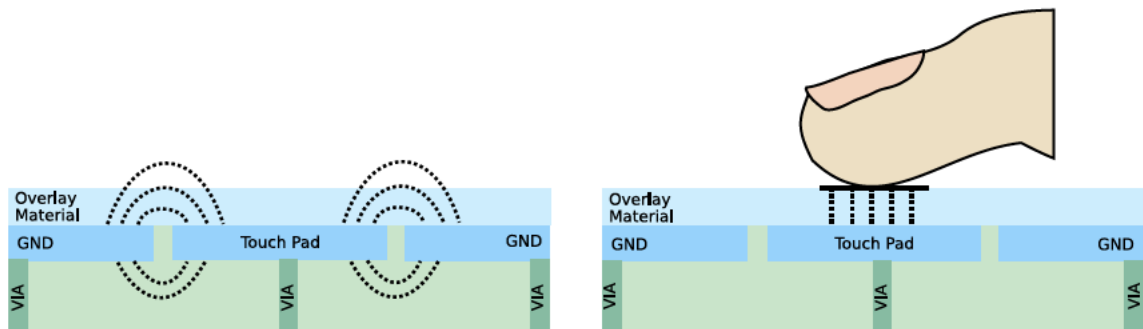 Overlay
Material
GND
Touch Pad
GND
VIA
VIA
VIA
Overlay
Material
GND
Touch Pad
GND
VIA
VIA
VIA